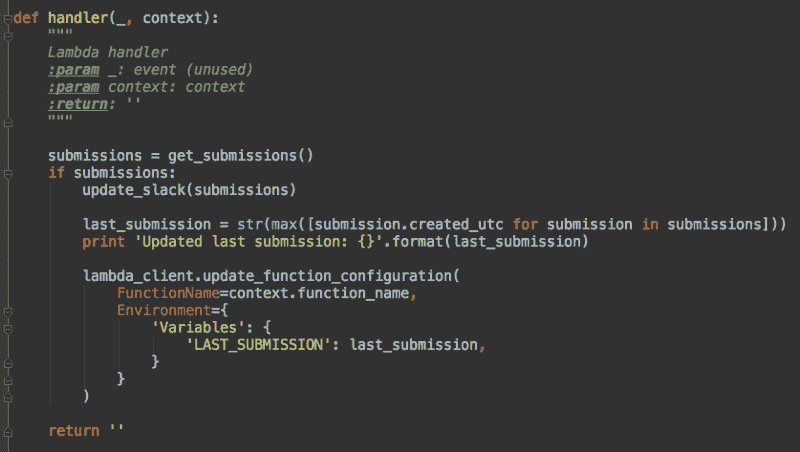 def handler(_, context):
    """
    Lambda handler
    :param _: event (unused)
    :param context: context
    :return: ''
    """

    submissions = get_submissions()
    if submissions:
        update_slack(submissions)

        last_submission = str(max([submission.created_utc for submission in submissions]))
        print 'Updated last submission: {}'.format(last_submission)

        lambda_client.update_function_configuration(
            FunctionName=context.function_name,
            Environment={
                'Variables': {
                    'LAST_SUBMISSION': last_submission,
                }
            }
        )

    return ''